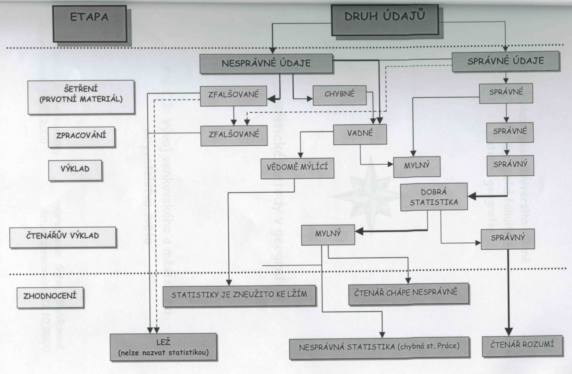 ETAPA
DRUH ÚDAJŮ
NESPRÁVNÉ ÚDAJE
SPRÁVNÉ ÚDAJE
ŠETŘENÍ
(PRVOTNÍ MATERIÁL)
ZFALŠOVANÉ
CHYBNÉ
SPRÁVNÉ
ZPRACOVÁNÍ
ZFALŠOVANÉ
VADNÉ
SPRÁVNÉ
VÝKLAD
VĚDOMĚ MÝLÍCÍ
MYLNÝ
SPRÁVNÝ
DOBRÁ
STATISTIKA
ČTENÁŘŮV VÝKLAD
MYLNÝ
SPRÁVNÝ
ZHODNOCENÍ
STATISTIKY JE ZNEUŽITO KE LŽÍM
ČTENÁŘ CHÁPE NESPRÁVNĚ
LEŽ
(nelze nazvat statistikou)
NESPRÁVNÁ STATISTIKA (chybná st. Práce)
ČTENÁŘ ROZUMÍ